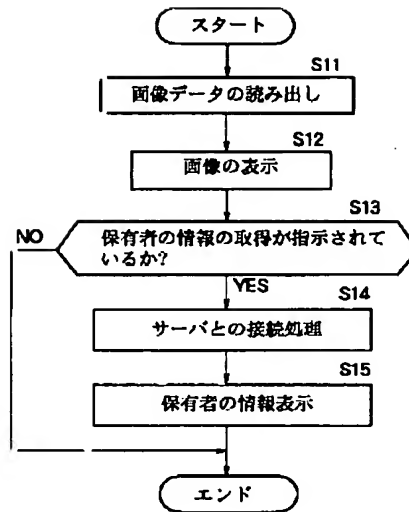 スタート
S11
画像データの読み出し
S12
画像の表示
S13
NO
保有者の情報の取得が指示されて
いるか?
YES
S14
サーバとの接続処理
S15
保有者の情報表示
エンド